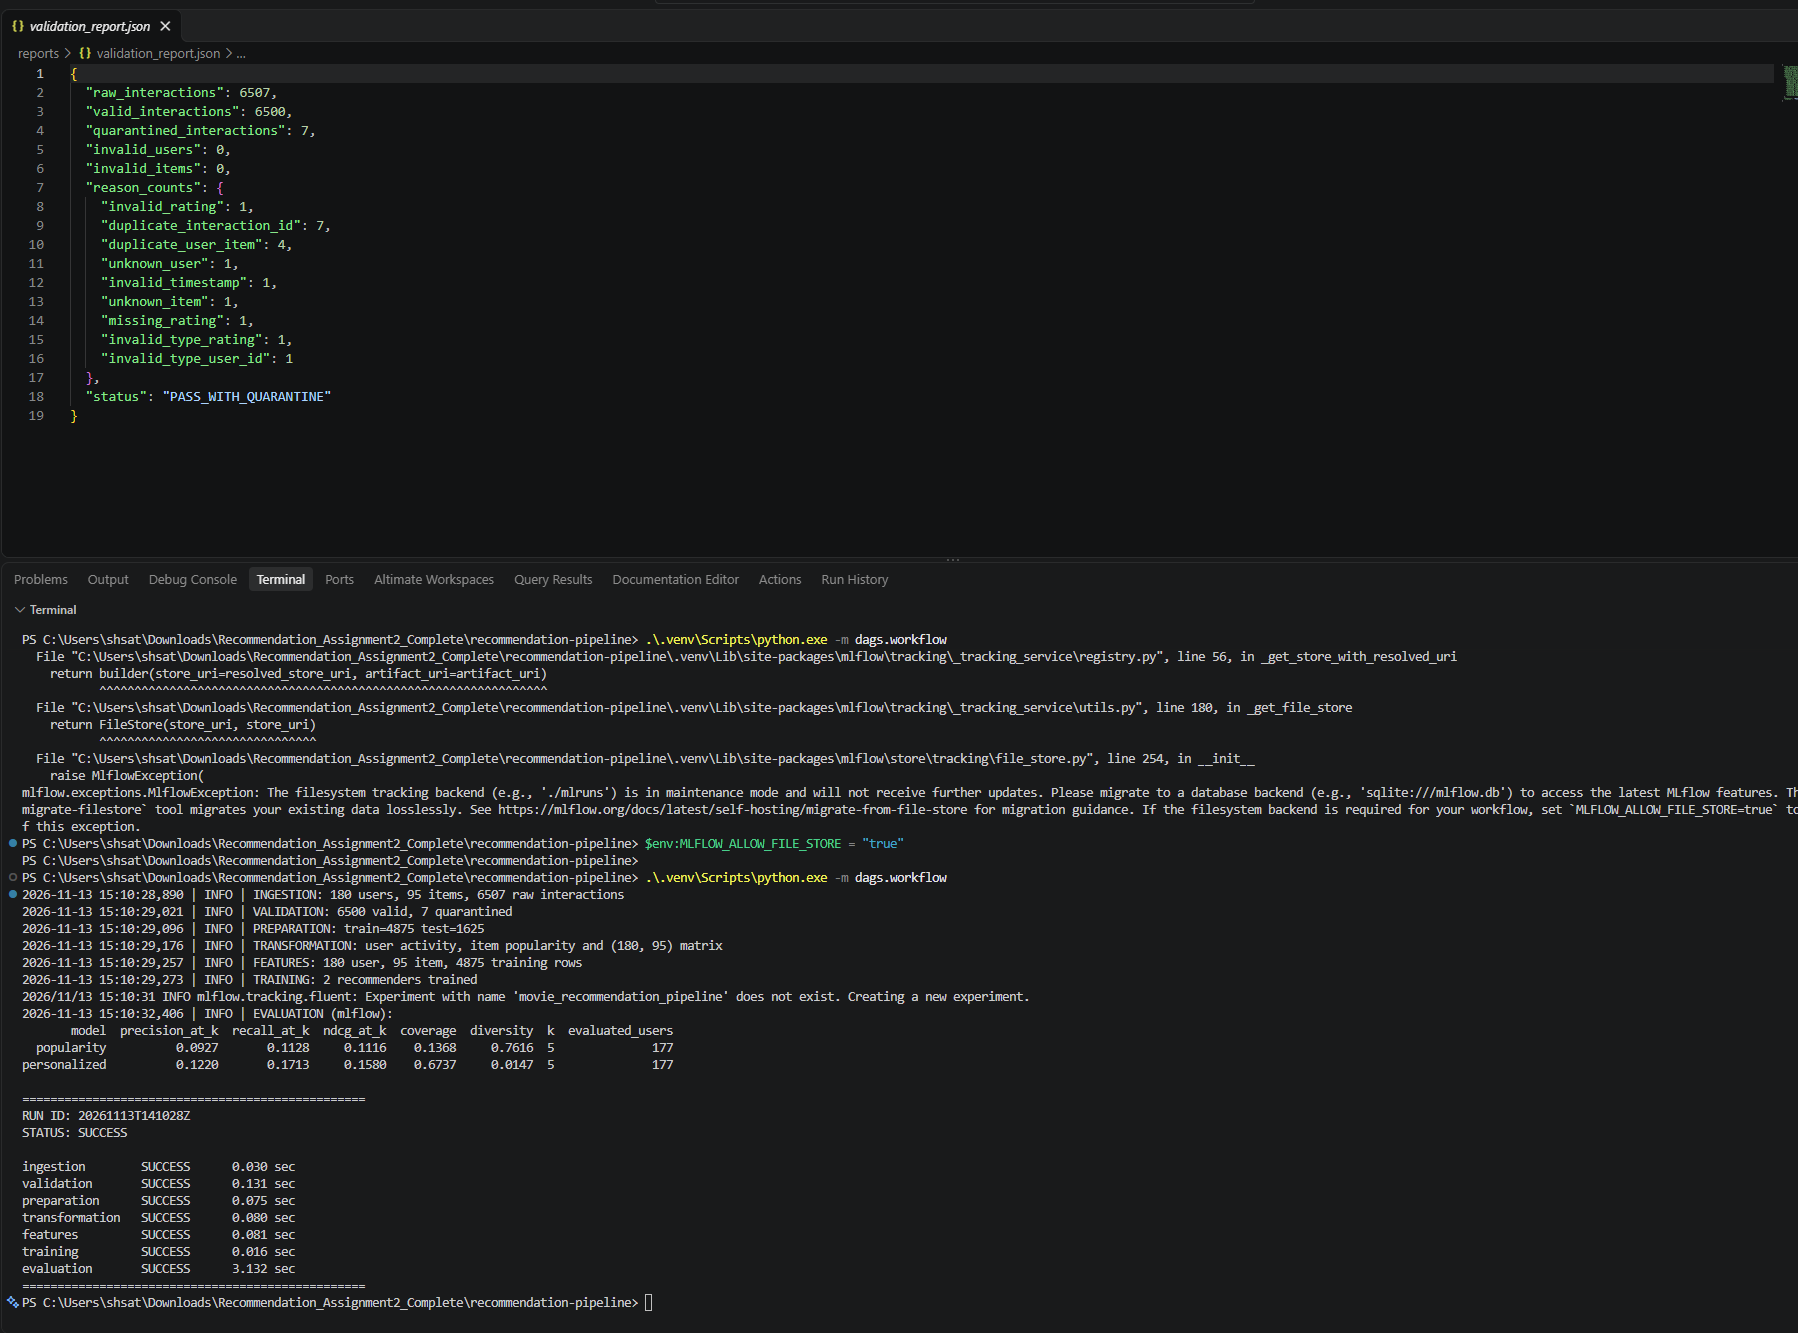 {} validation_report.json ×
reports > {} validation_report.json > ...
1 {
2 "raw_interactions": 6507,
3 "valid_interactions": 6500,
4 "quarantined_interactions": 7,
5 "invalid_users": 0,
6 "invalid_items": 0,
7 "reason_counts": {
8 "invalid_rating": 1,
9 "duplicate_interaction_id": 7,
10 "duplicate_user_item": 4,
11 "unknown_user": 1,
12 "invalid_timestamp": 1,
13 "unknown_item": 1,
14 "missing_rating": 1,
15 "invalid_type_rating": 1,
16 "invalid_type_user_id": 1
17 },
18 "status": "PASS_WITH_QUARANTINE"
19 }
Problems Output Debug Console Terminal Ports Altimate Workspaces Query Results Documentation Editor Actions Run History
Terminal
PS C:\Users\shsat\Downloads\Recommendation_Assignment2_Complete\recommendation-pipeline> .\.venv\Scripts\python.exe -m dags.workflow
File "C:\Users\shsat\Downloads\Recommendation_Assignment2_Complete\recommendation-pipeline\.venv\Lib\site-packages\mlflow\tracking\_tracking_service\registry.py", line 56, in _get_store_with_resolved_uri
return builder(store_uri=resolved_store_uri, artifact_uri=artifact_uri)
^^^^^^^^^^^^^^^^^^^^^^^^^^^^^^^^^^^^^^^^^^^^^^^^^^^^^^^^^^^^^^^^
File "C:\Users\shsat\Downloads\Recommendation_Assignment2_Complete\recommendation-pipeline\.venv\Lib\site-packages\mlflow\tracking\_tracking_service\utils.py", line 180, in _get_file_store
return FileStore(store_uri, store_uri)
^^^^^^^^^^^^^^^^^^^^^^^^^^^^^^^
File "C:\Users\shsat\Downloads\Recommendation_Assignment2_Complete\recommendation-pipeline\.venv\Lib\site-packages\mlflow\store\tracking\file_store.py", line 254, in __init__
raise MlflowException(
mlflow.exceptions.MlflowException: The filesystem tracking backend (e.g., './mlruns') is in maintenance mode and will not receive further updates. Please migrate to a database backend (e.g., 'sqlite:///mlflow.db') to access the latest MLflow features. Th
migrate-filestore` tool migrates your existing data losslessly. See https://mlflow.org/docs/latest/self-hosting/migrate-from-file-store for migration guidance. If the filesystem backend is required for your workflow, set `MLFLOW_ALLOW_FILE_STORE=true` to
f this exception.
PS C:\Users\shsat\Downloads\Recommendation_Assignment2_Complete\recommendation-pipeline> $env:MLFLOW_ALLOW_FILE_STORE = "true"
PS C:\Users\shsat\Downloads\Recommendation_Assignment2_Complete\recommendation-pipeline>
PS C:\Users\shsat\Downloads\Recommendation_Assignment2_Complete\recommendation-pipeline> .\.venv\Scripts\python.exe -m dags.workflow
2026-11-13 15:10:28,890 | INFO | INGESTION: 180 users, 95 items, 6507 raw interactions
2026-11-13 15:10:29,021 | INFO | VALIDATION: 6500 valid, 7 quarantined
2026-11-13 15:10:29,096 | INFO | PREPARATION: train=4875 test=1625
2026-11-13 15:10:29,176 | INFO | TRANSFORMATION: user activity, item popularity and (180, 95) matrix
2026-11-13 15:10:29,257 | INFO | FEATURES: 180 user, 95 item, 4875 training rows
2026-11-13 15:10:29,273 | INFO | TRAINING: 2 recommenders trained
2026/11/13 15:10:31 INFO mlflow.tracking.fluent: Experiment with name 'movie_recommendation_pipeline' does not exist. Creating a new experiment.
2026-11-13 15:10:32,406 | INFO | EVALUATION (mlflow):
model precision_at_k recall_at_k ndcg_at_k coverage diversity k evaluated_users
popularity 0.0927 0.1128 0.1116 0.1368 0.7616 5 177
personalized 0.1220 0.1713 0.1580 0.6737 0.0147 5 177
=================================================
RUN ID: 20261113T141028Z
STATUS: SUCCESS
ingestion SUCCESS 0.030 sec
validation SUCCESS 0.131 sec
preparation SUCCESS 0.075 sec
transformation SUCCESS 0.080 sec
features SUCCESS 0.081 sec
training SUCCESS 0.016 sec
evaluation SUCCESS 3.132 sec
=================================================
PS C:\Users\shsat\Downloads\Recommendation_Assignment2_Complete\recommendation-pipeline>